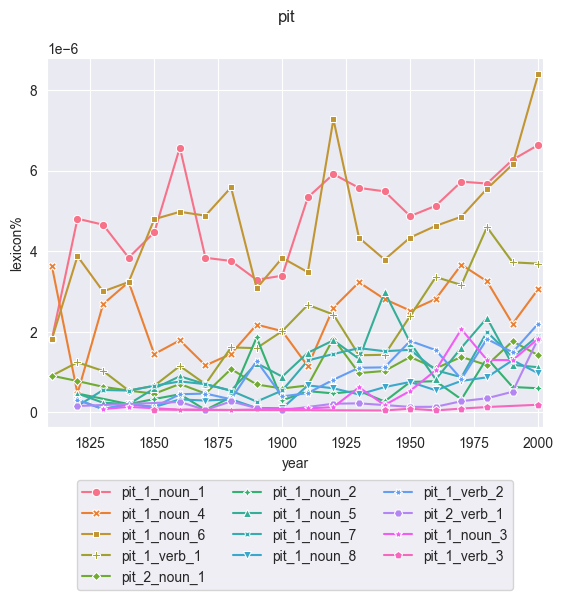 pit
1e−6
8
6
4
2
0
lexicon%
1825 1850 1875 1900 1925 1950 1975 2000
year
pit_1_noun_1 pit_1_noun_2 pit_1_verb_2
pit_1_noun_4 pit_1_noun_5 pit_2_verb_1
pit_1_noun_6 pit_1_noun_7 pit_1_noun_3
pit_1_verb_1 pit_1_noun_8 pit_1_verb_3
pit_2_noun_1